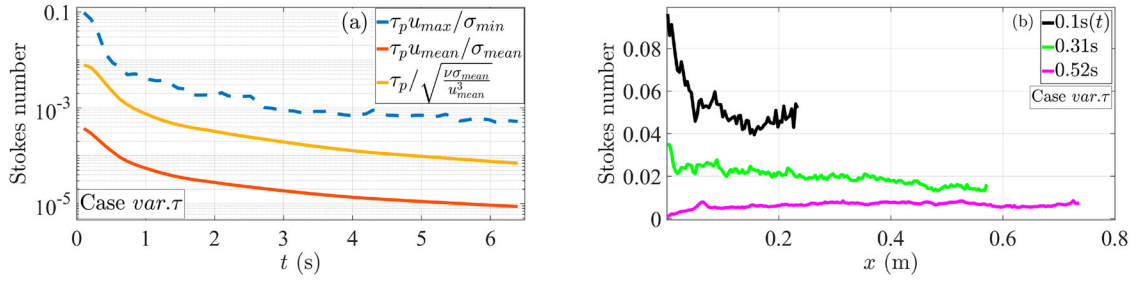 (a)
τ_p u_max/σ_min
τ_p u_mean/σ_mean
τ_p/√(νσ_mean/u³_mean)
Stokes number
0.1
10^-3
10^-5
Case var.τ
0 1 2 3 4 5 6
t (s)
(b)
0.1s(t)
0.31s
0.52s
Case var.τ
Stokes number
0.08
0.06
0.04
0.02
0
0.2 0.4 0.6 0.8
x (m)